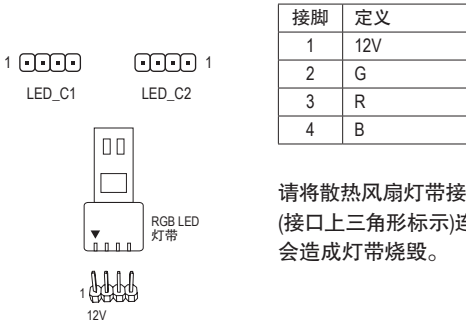 1
LED_C1
1
LED_C2
接脚 定义
1 12V
2 G
3 R
4 B
RGB LED
灯带
1
12V
请将散热风扇灯带接
(接口上三角形标示)连
会造成灯带烧毁。